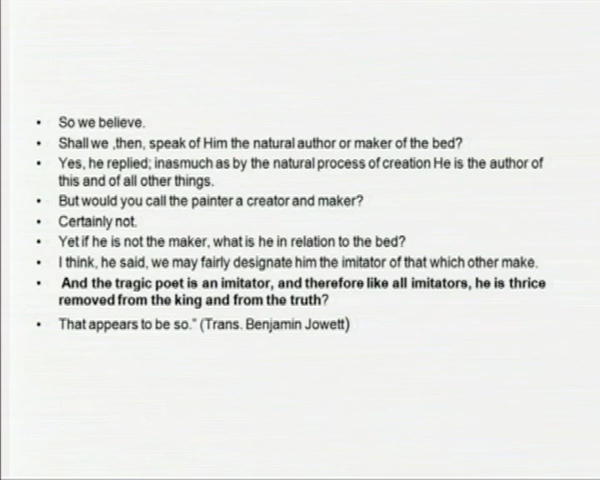 • So we believe.
• Shall we ,then, speak of Him the natural author or maker of the bed?
• Yes, he replied; inasmuch as by the natural process of creation He is the author of
this and of all other things.
• But would you call the painter a creator and maker?
• Certainly not.
• Yet if he is not the maker, what is he in relation to the bed?
• I think, he said, we may fairly designate him the imitator of that which other make.
• And the tragic poet is an imitator, and therefore like all imitators, he is thrice
removed from the king and from the truth?
• That appears to be so." (Trans. Benjamin Jowett)